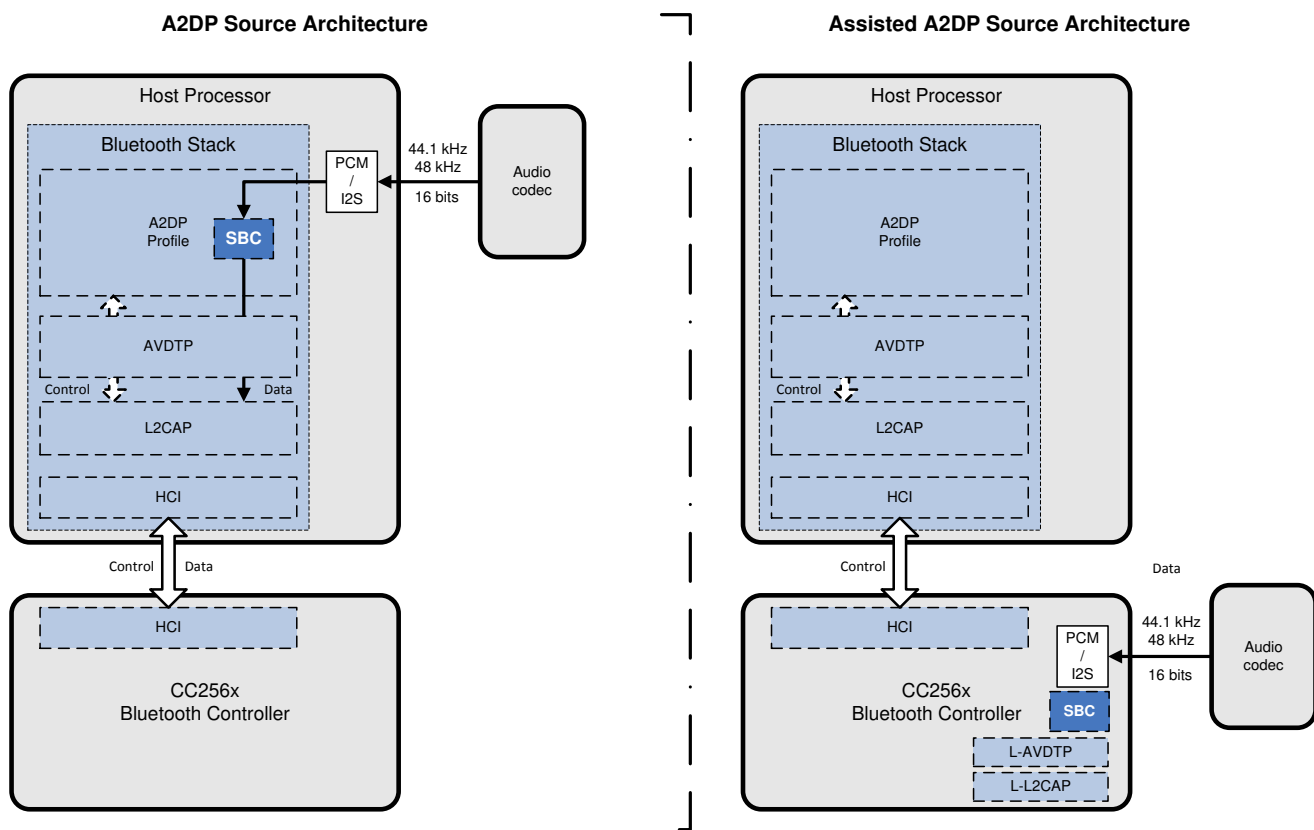 A2DP Source Architecture
Host Processor
Bluetooth Stack
A2DP
Profile
SBC
PCM
/
I2S
44.1 kHz
48 kHz
16 bits
Audio
codec
AVDTP
Control
Data
L2CAP
HCI
Control
Data
HCI
CC256x
Bluetooth Controller
Assisted A2DP Source Architecture
Host Processor
Bluetooth Stack
A2DP
Profile
AVDTP
Control
L2CAP
HCI
Control
Data
HCI
PCM
/
I2S
44.1 kHz
48 kHz
16 bits
Audio
codec
CC256x
Bluetooth Controller
SBC
L-AVDTP
L-L2CAP